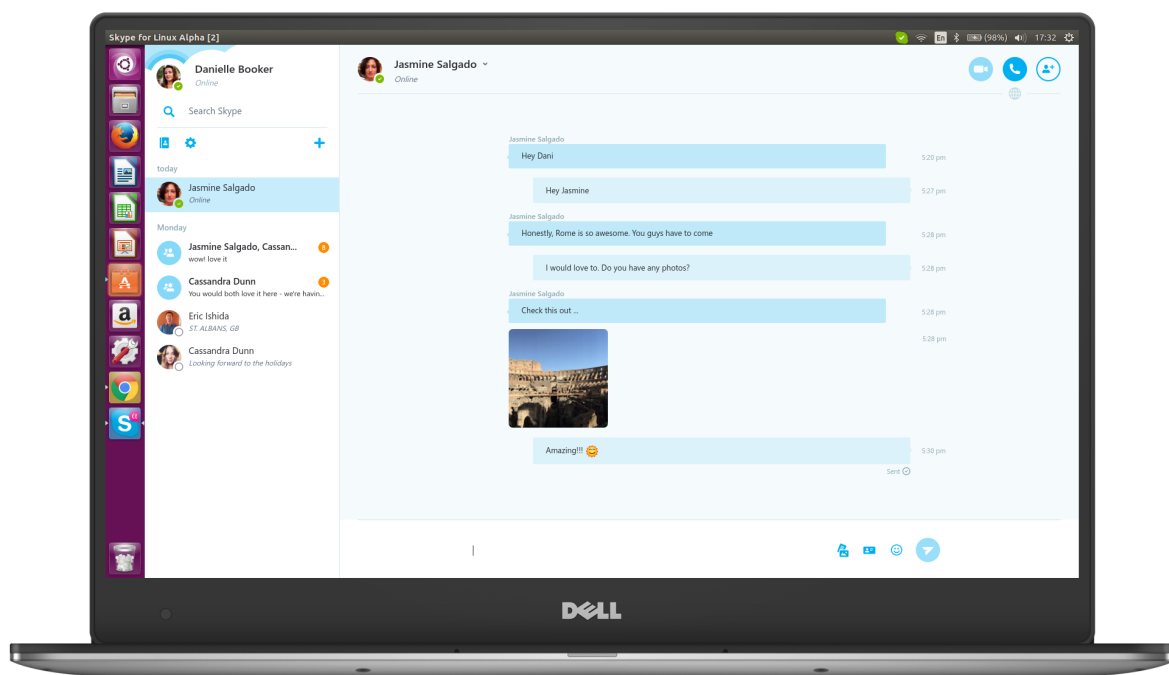 Skype for Linux Alpha [2]
En
(98%)
17:32
Danielle Booker
Online
Search Skype
today
Jasmine Salgado
Online
Monday
Jasmine Salgado, Cassan...
6
wow! love it
Cassandra Dunn
3
You would both love it here - we're havin...
Eric Ishida
ST. ALBANS, GB
Cassandra Dunn
Looking forward to the holidays
Jasmine Salgado
Online
Jasmine Salgado
Hey Dani
5:20 pm
Hey Jasmine
5:27 pm
Jasmine Salgado
Honestly, Rome is so awesome. You guys have to come
5:28 pm
I would love to. Do you have any photos?
5:28 pm
Jasmine Salgado
Check this out ...
5:28 pm
5:28 pm
Amazing!!!
5:30 pm
Sent
A
a
S
DELL